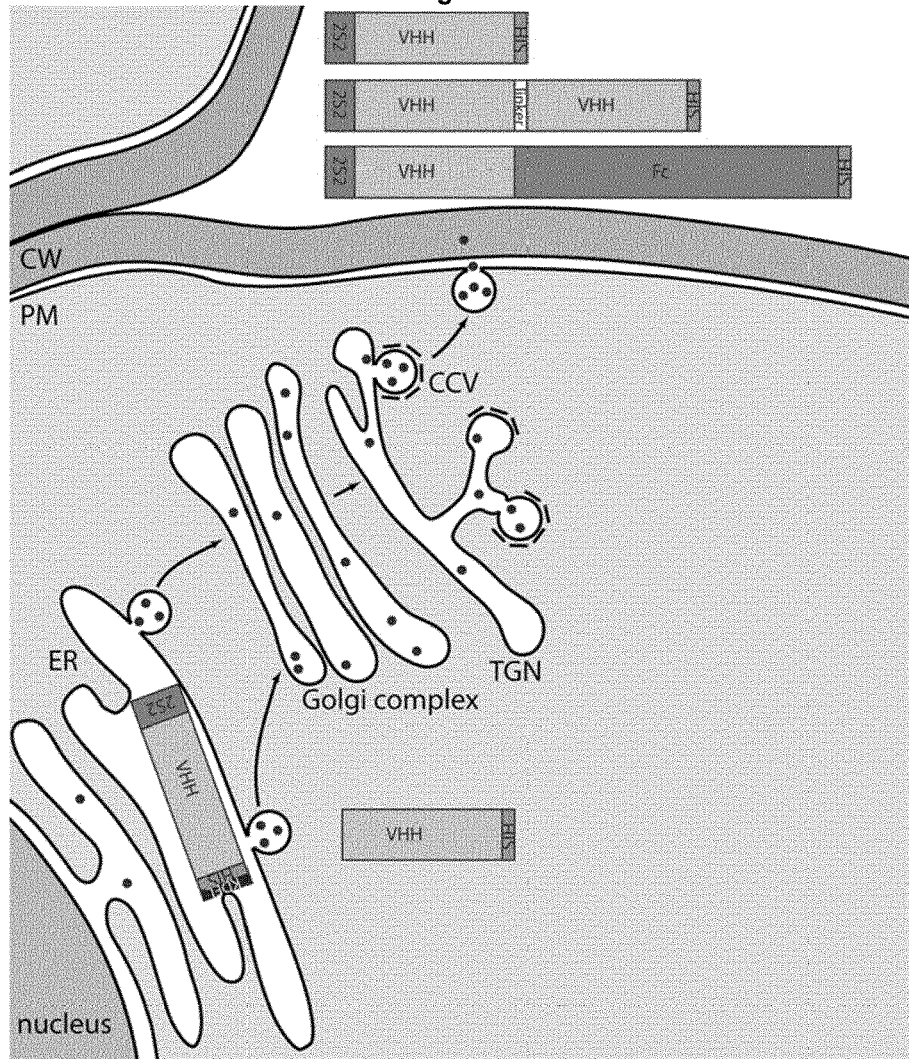 2S2 VHH HIS
2S2 VHH linker VHH HIS
2S2 VHH Fc HIS
CW
PM
CCV
ER
TGN
Golgi complex
2S2
VHH
HIS
VHH HIS
nucleus